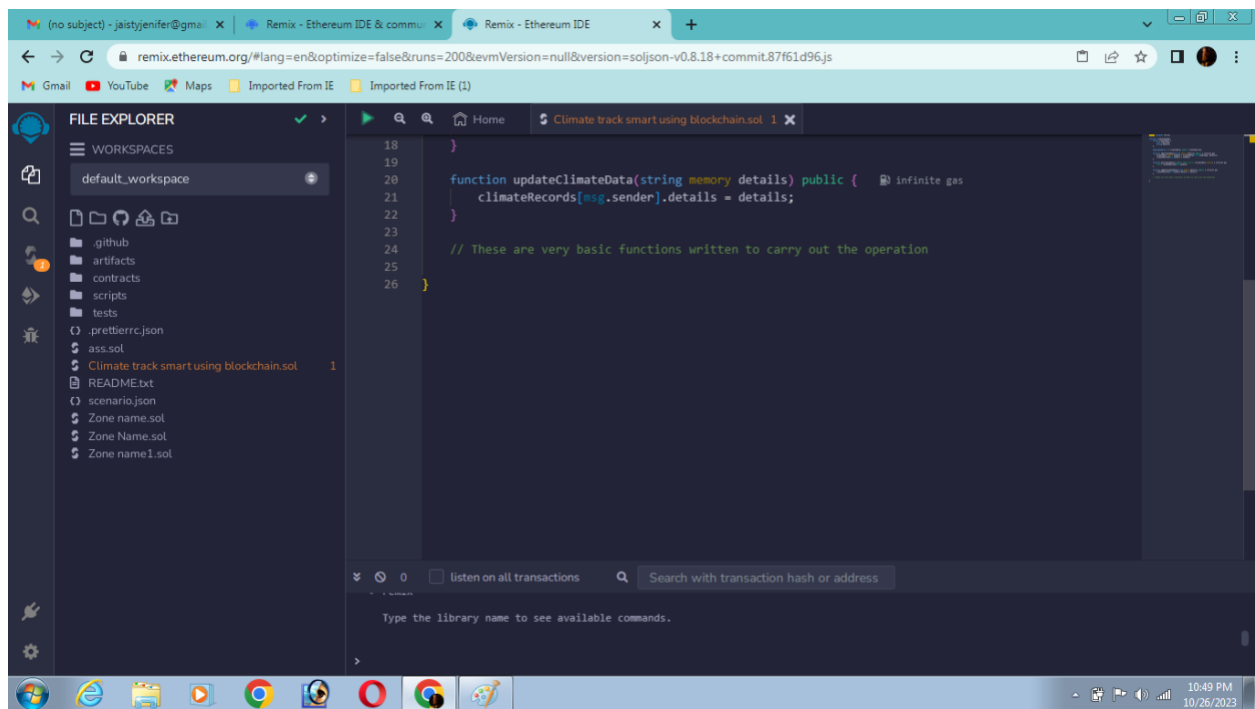 (no subject) - jaistyjenifer@gmai
Remix - Ethereum IDE & commur
Remix - Ethereum IDE
remix.ethereum.org/#lang=en&optimize=false&runs=200&evmVersion=null&version=soljson-v0.8.18+commit.87f61d96.js
Gmail YouTube Maps Imported From IE Imported From IE (1)
FILE EXPLORER
Home
Climate track smart using blockchain.sol 1
WORKSPACES
default_workspace
.github
artifacts
contracts
scripts
tests
.prettierrc.json
ass.sol
Climate track smart using blockchain.sol 1
README.txt
scenario.json
Zone name.sol
Zone Name.sol
Zone name1.sol
18 }
19
20 function updateClimateData(string memory details) public { infinite gas
21 climateRecords[msg.sender].details = details;
22 }
23
24 // These are very basic functions written to carry out the operation
25
26 }
0 listen on all transactions Search with transaction hash or address
Type the library name to see available commands.
>
10:49 PM
10/26/2023